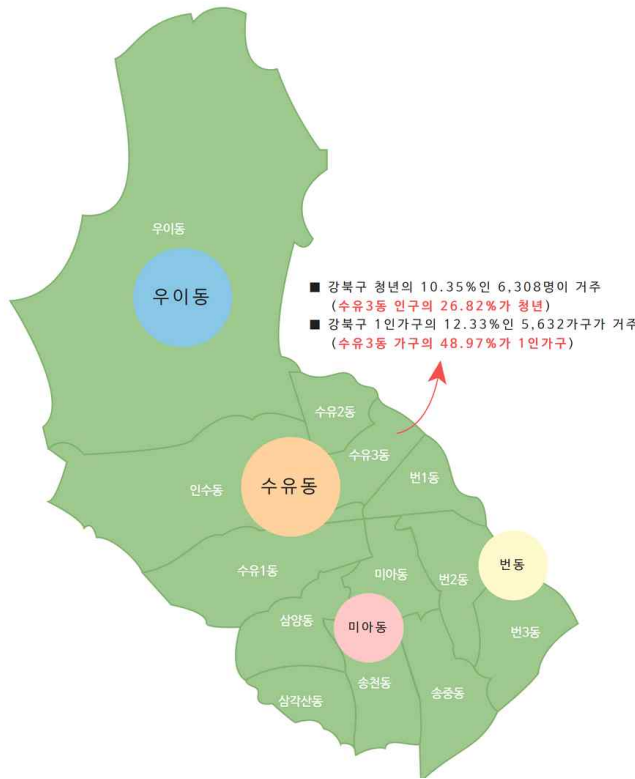 우이동
우이동
■ 강북구 청년의 10.35%인 6,308명이 거주
(수유3동 인구의 26.82%가 청년)
■ 강북구 1인가구의 12.33%인 5,632가구가 거주
(수유3동 가구의 48.97%가 1인가구)
수유2동
수유3동
번1동
인수동
수유동
수유1동
미아동
번2동
번동
삼양동
미아동
번3동
삼각산동
송천동
송중동